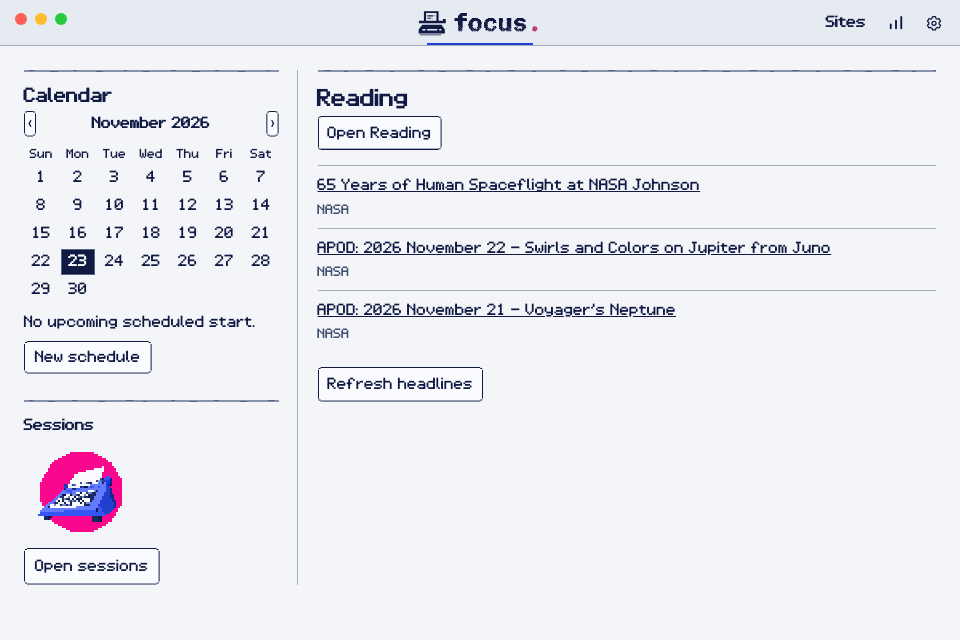 focus.
Sites
Calendar
‹ November 2026 ›
Sun Mon Tue Wed Thu Fri Sat
1 2 3 4 5 6 7
8 9 10 11 12 13 14
15 16 17 18 19 20 21
22 23 24 25 26 27 28
29 30
No upcoming scheduled start.
New schedule
Sessions
Open sessions
Reading
Open Reading
65 Years of Human Spaceflight at NASA Johnson
NASA
APOD: 2026 November 22 – Swirls and Colors on Jupiter from Juno
NASA
APOD: 2026 November 21 – Voyager's Neptune
NASA
Refresh headlines